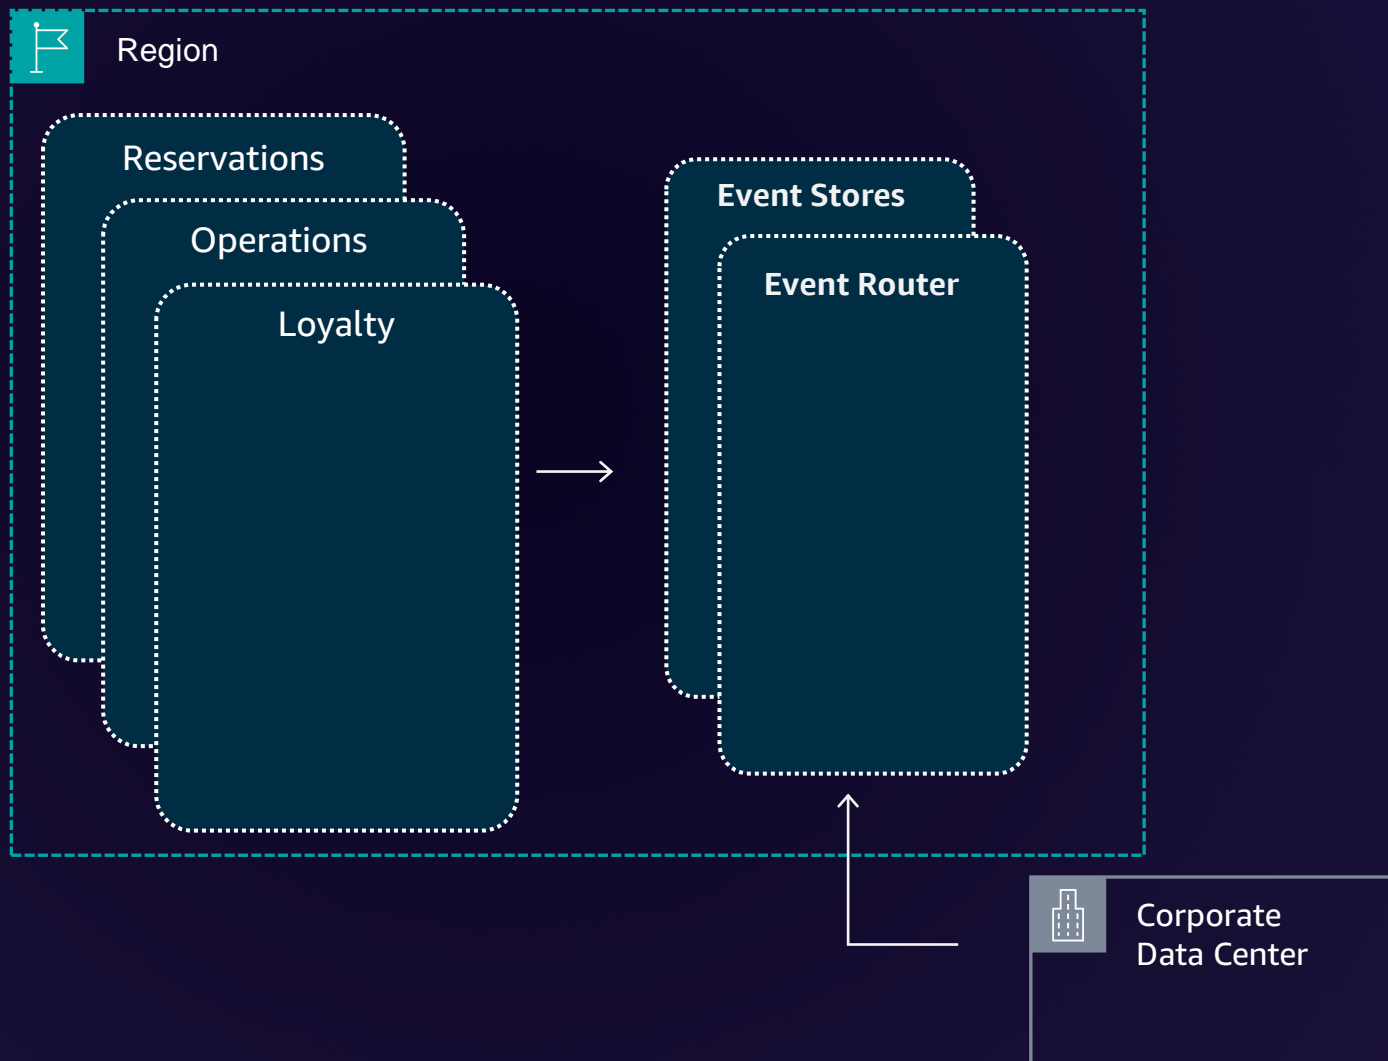 Region
Reservations
Operations
Loyalty
Event Stores
Event Router
Corporate
Data Center